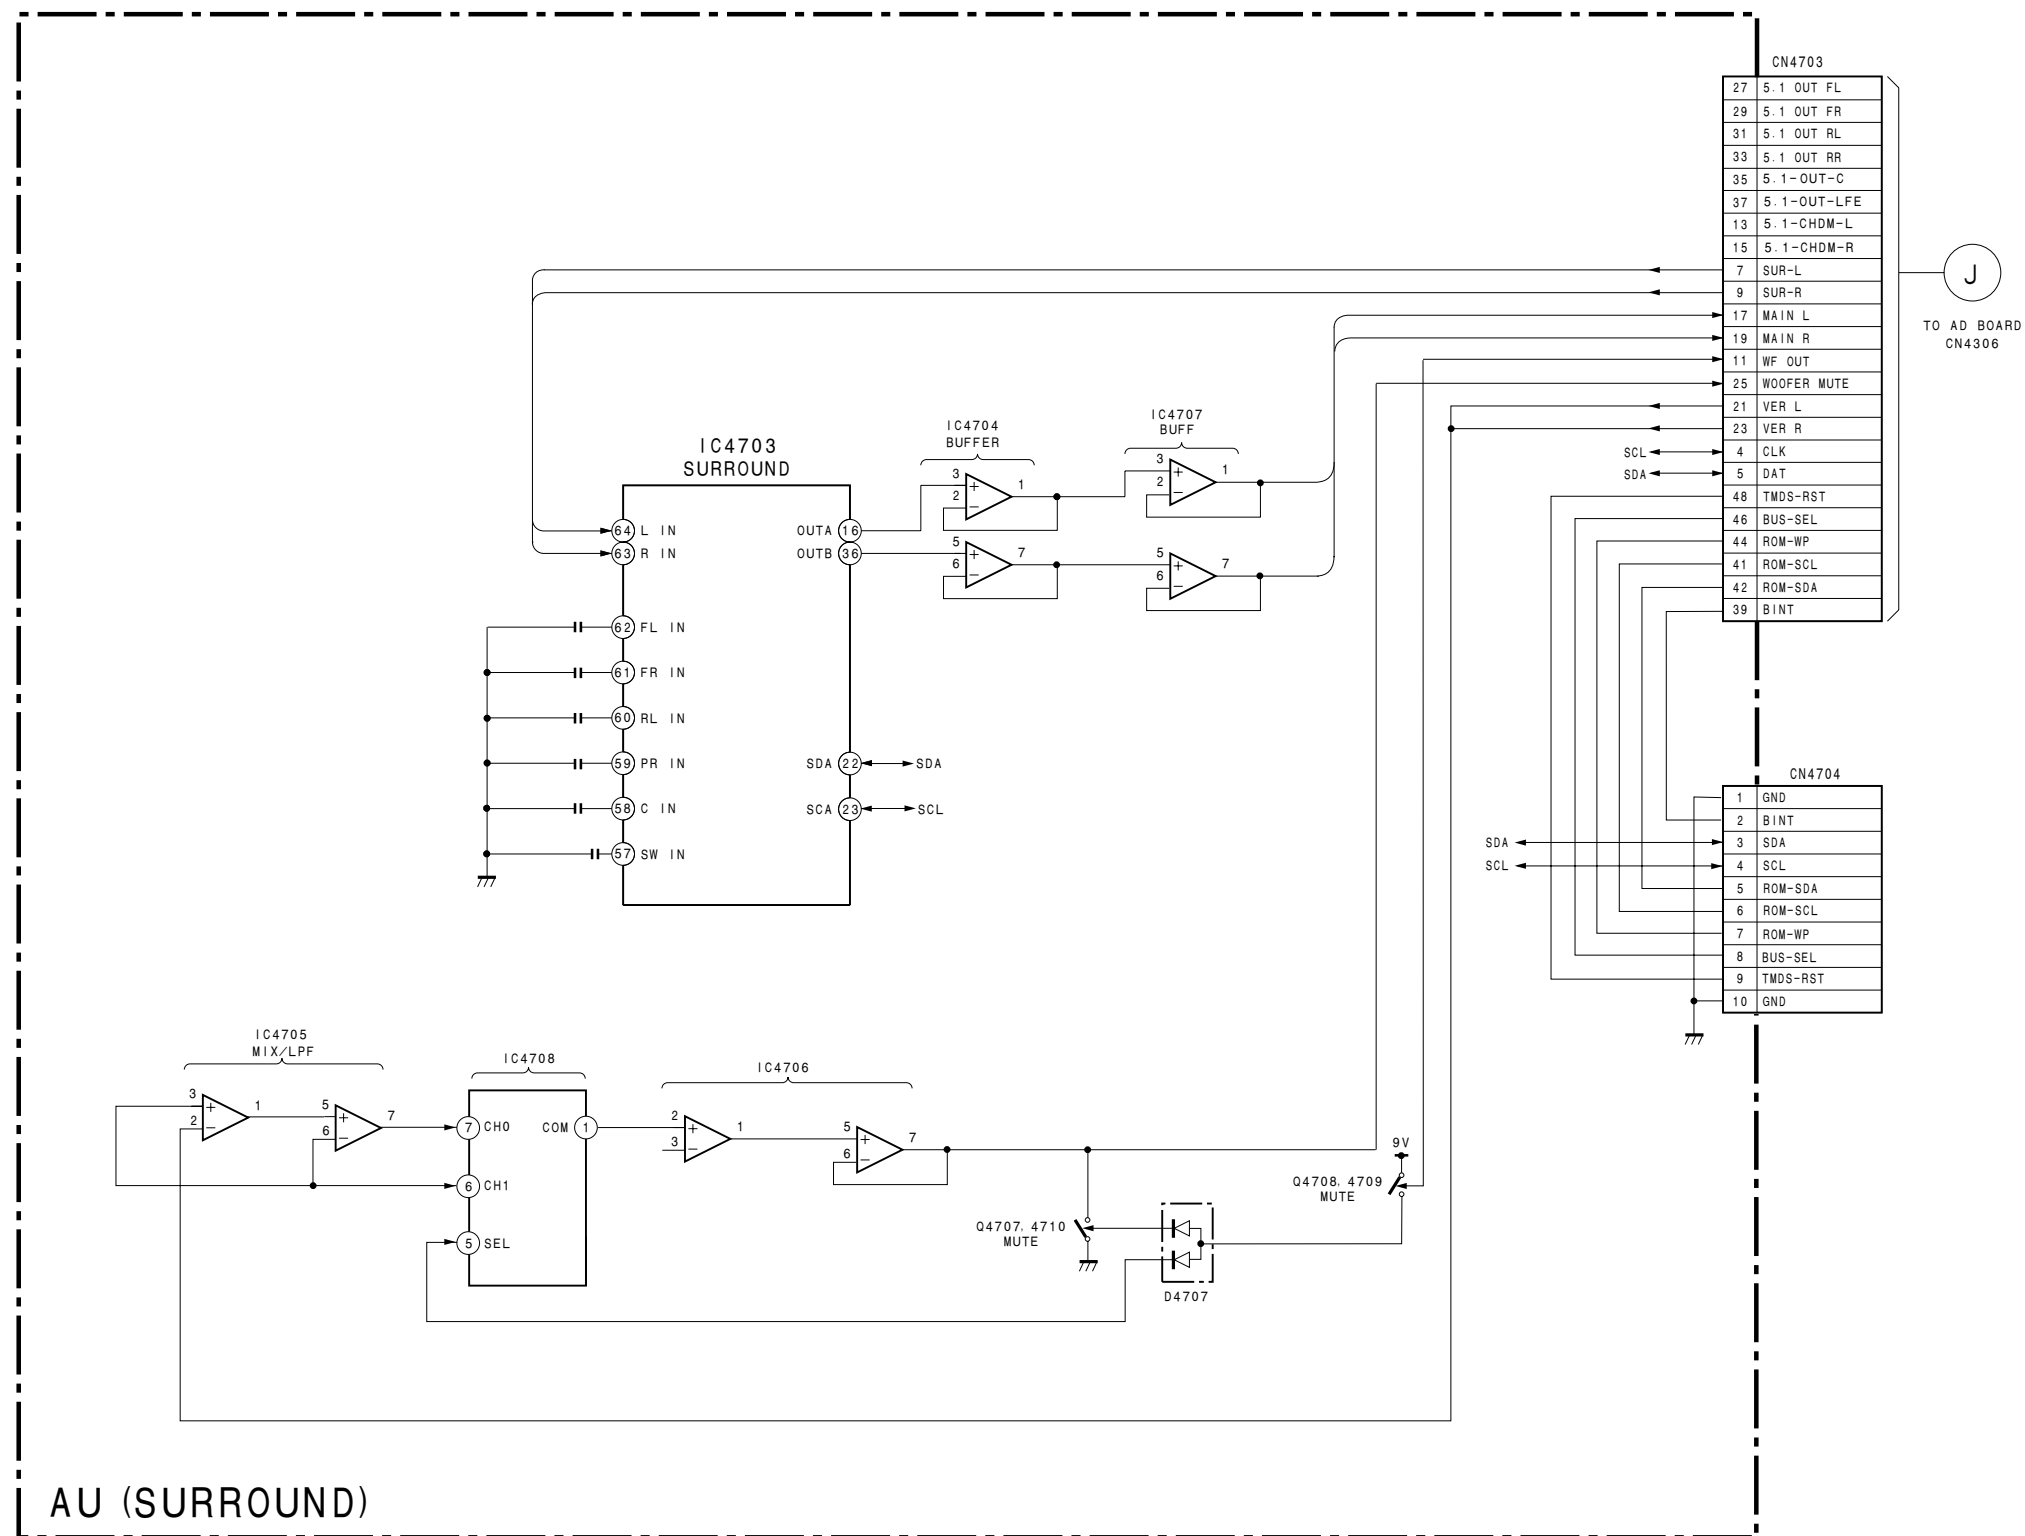 CN4703
27 5.1 OUT FL
29 5.1 OUT FR
31 5.1 OUT RL
33 5.1 OUT RR
35 5.1-OUT-C
37 5.1-OUT-LFE
13 5.1-CHDM-L
15 5.1-CHDM-R
7 SUR-L
9 SUR-R
17 MAIN L
19 MAIN R
11 WF OUT
25 WOOFER MUTE
21 VER L
23 VER R
SCL 4 CLK
SDA 5 DAT
48 TMDS-RST
46 BUS-SEL
44 ROM-WP
41 ROM-SCL
42 ROM-SDA
39 BINT
J
TO AD BOARD
CN4306
IC4703
SURROUND
64 L IN
63 R IN
62 FL IN
61 FR IN
60 RL IN
59 PR IN
58 C IN
57 SW IN
OUTA 16
OUTB 36
SDA 22 SDA
SCA 23 SCL
IC4704
BUFFER
3
2
1
5
6
7
IC4707
BUFF
3
2
1
5
6
7
CN4704
1 GND
2 BINT
SDA 3 SDA
SCL 4 SCL
5 ROM-SDA
6 ROM-SCL
7 ROM-WP
8 BUS-SEL
9 TMDS-RST
10 GND
IC4705
MIX/LPF
3
2
1
5
6
7
IC4708
7 CH0
COM 1
6 CH1
5 SEL
IC4706
2
3
1
5
6
7
9V
Q4708, 4709
MUTE
Q4707, 4710
MUTE
D4707
AU (SURROUND)